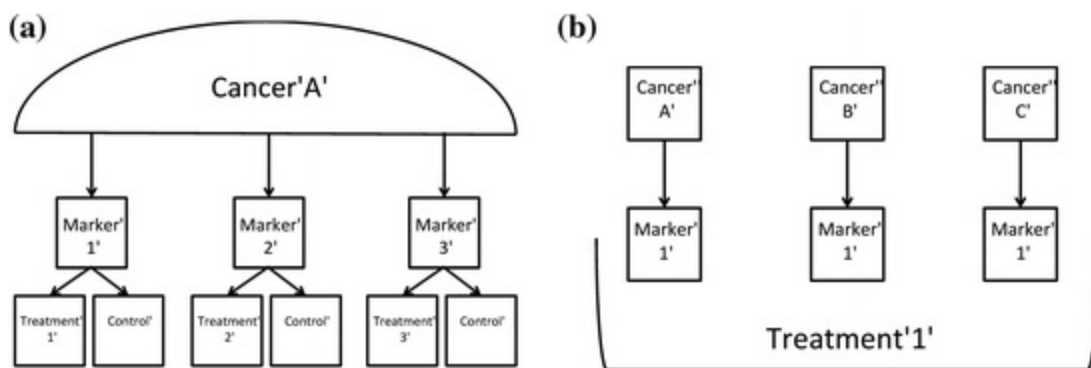 (a)
Cancer'A'
Marker'
1'
Marker'
2'
Marker'
3'
Treatment'
1'
Control'
Treatment'
2'
Control'
Treatment'
3'
Control'
(b)
Cancer''
A'
Cancer''
B'
Cancer''
C'
Marker'
1'
Marker'
1'
Marker'
1'
Treatment'1'